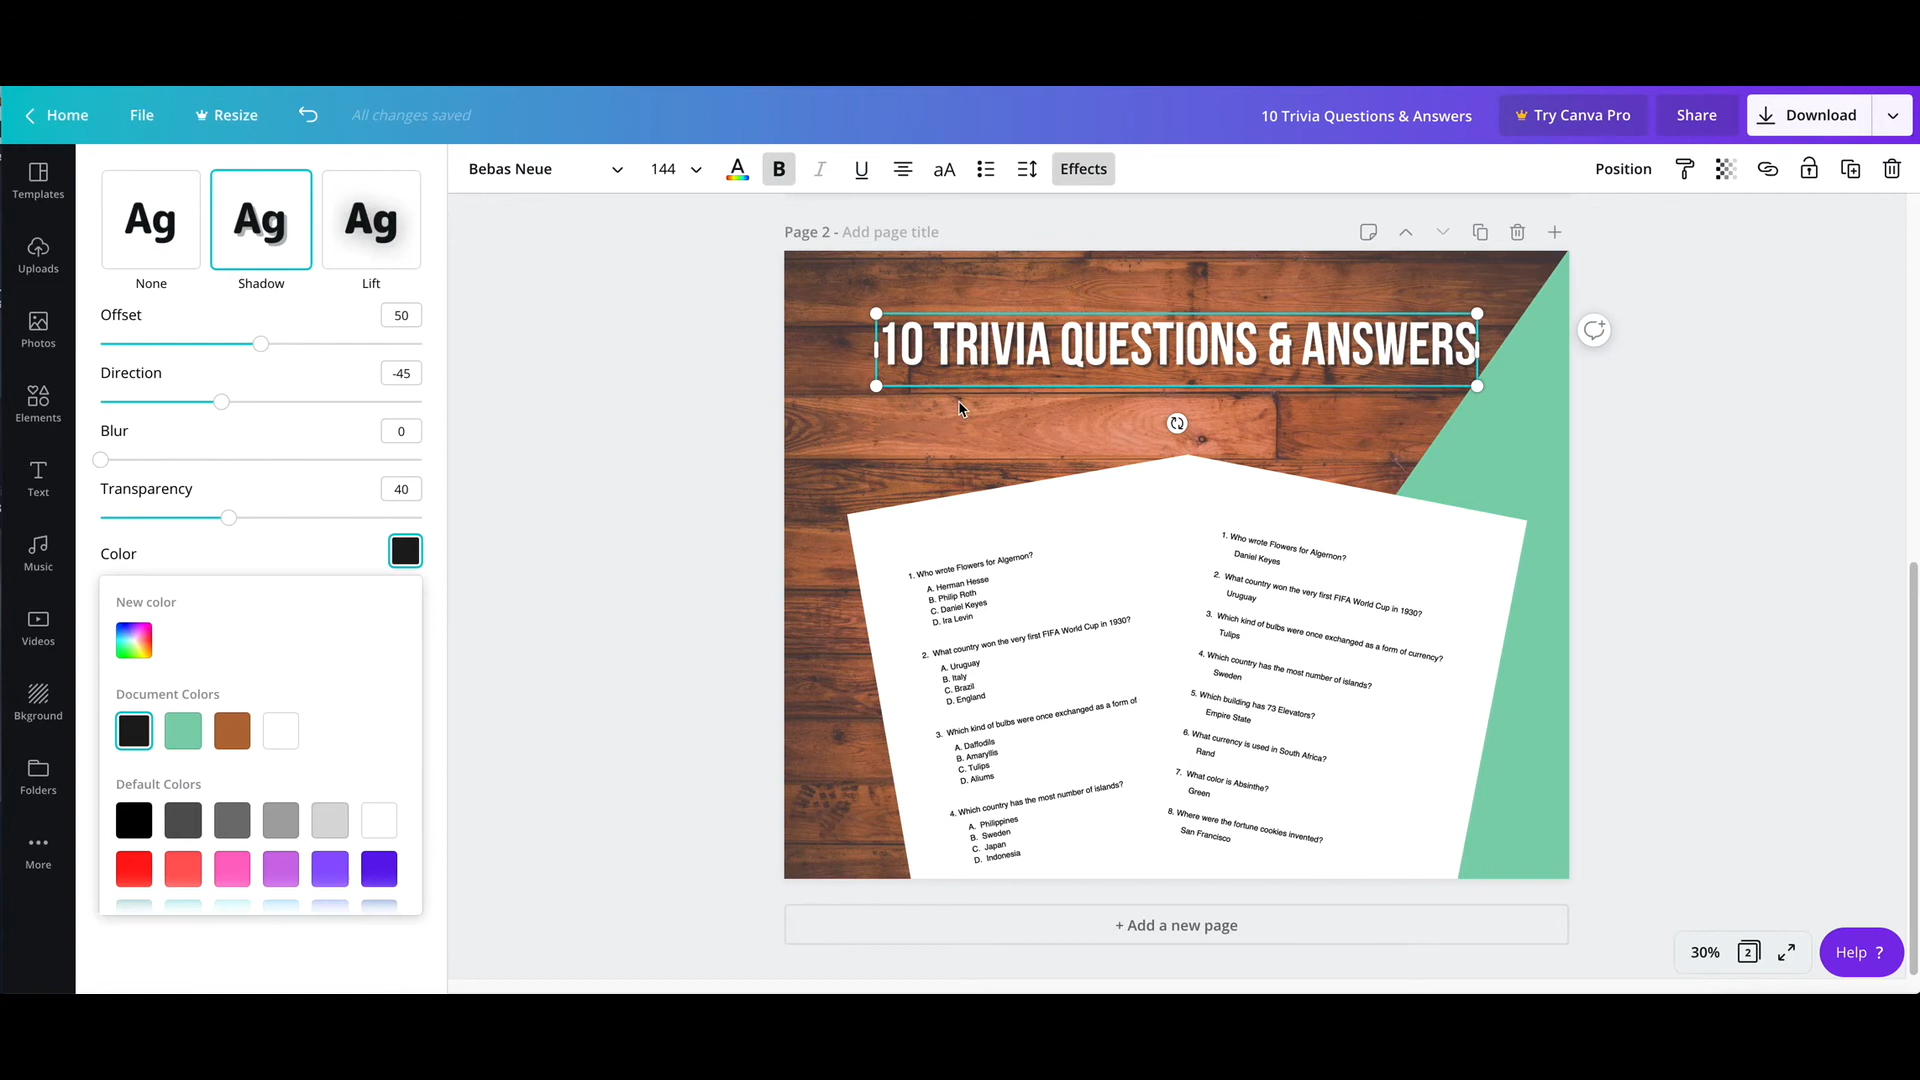 Home File Resize All changes saved 10 Trivia Questions & Answers Try Canva Pro Share Download
Bebas Neue 144 A B I U aA Effects Position
Templates
Uploads
Photos
Elements
Text
Music
Videos
Bkground
Folders
More
Ag Ag Ag
None Shadow Lift
Offset 50
Direction -45
Blur 0
Transparency 40
Color
New color
Document Colors
Default Colors
Page 2 - Add page title
10 TRIVIA QUESTIONS & ANSWERS
1. Who wrote Flowers for Algernon?
A. Herman Hesse
B. Philip Roth
C. Daniel Keyes
D. Ira Levin
2. What country won the very first FIFA World Cup in 1930?
A. Uruguay
B. Italy
C. Brazil
D. England
3. Which kind of bulbs were once exchanged as a form of
A. Daffodils
B. Amaryllis
C. Tulips
D. Aliums
4. Which country has the most number of islands?
A. Philippines
B. Sweden
C. Japan
D. Indonesia
1. Who wrote Flowers for Algernon?
Daniel Keyes
2. What country won the very first FIFA World Cup in 1930?
Uruguay
3. Which kind of bulbs were once exchanged as a form of currency?
Tulips
4. Which country has the most number of islands?
Sweden
5. Which building has 73 Elevators?
Empire State
6. What currency is used in South Africa?
Rand
7. What color is Absinthe?
Green
8. Where were the fortune cookies invented?
San Francisco
+ Add a new page
30% 2 Help ?